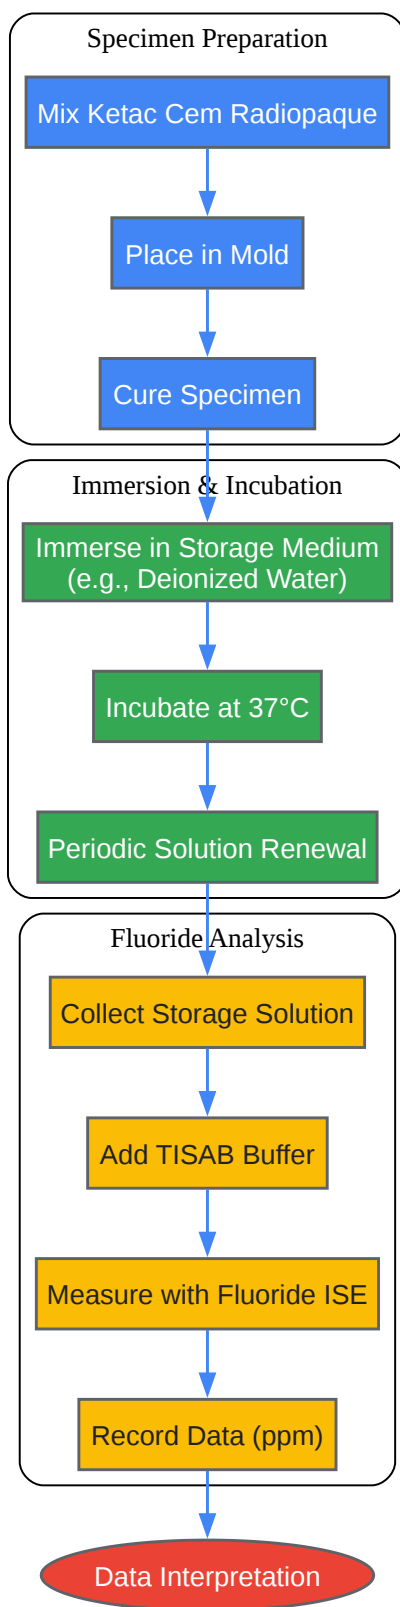 Specimen Preparation
Mix Ketac Cem Radiopaque
Place in Mold
Cure Specimen
Immersion & Incubation
Immerse in Storage Medium
(e.g., Deionized Water)
Incubate at 37°C
Periodic Solution Renewal
Fluoride Analysis
Collect Storage Solution
Add TISAB Buffer
Measure with Fluoride ISE
Record Data (ppm)
Data Interpretation